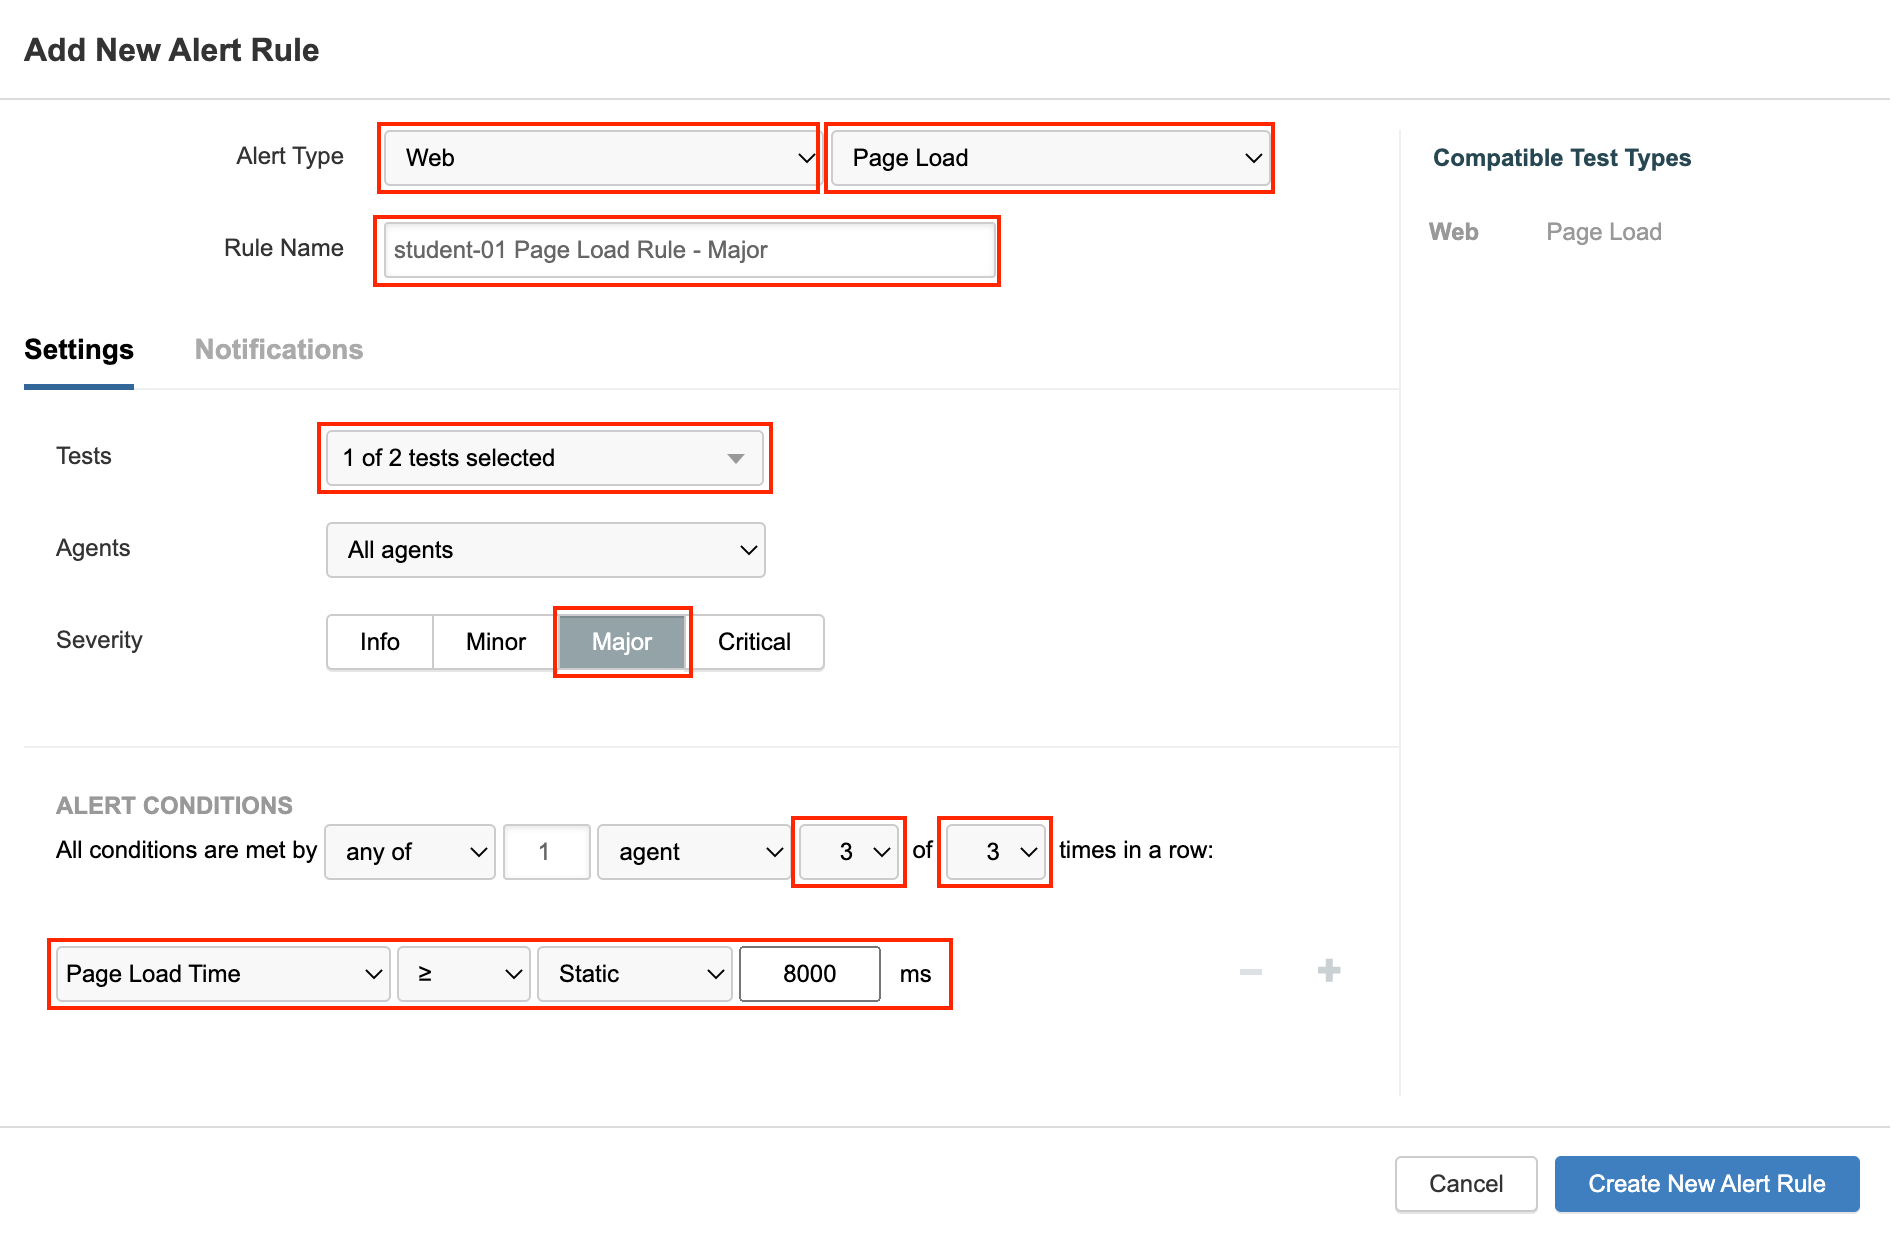 Add New Alert Rule
Alert Type Web Page Load
Compatible Test Types
Rule Name student-01 Page Load Rule - Major
Web Page Load
Settings Notifications
Tests 1 of 2 tests selected
Agents All agents
Severity Info Minor Major Critical
ALERT CONDITIONS
All conditions are met by any of 1 agent 3 of 3 times in a row:
Page Load Time ≥ Static 8000 ms
Cancel Create New Alert Rule